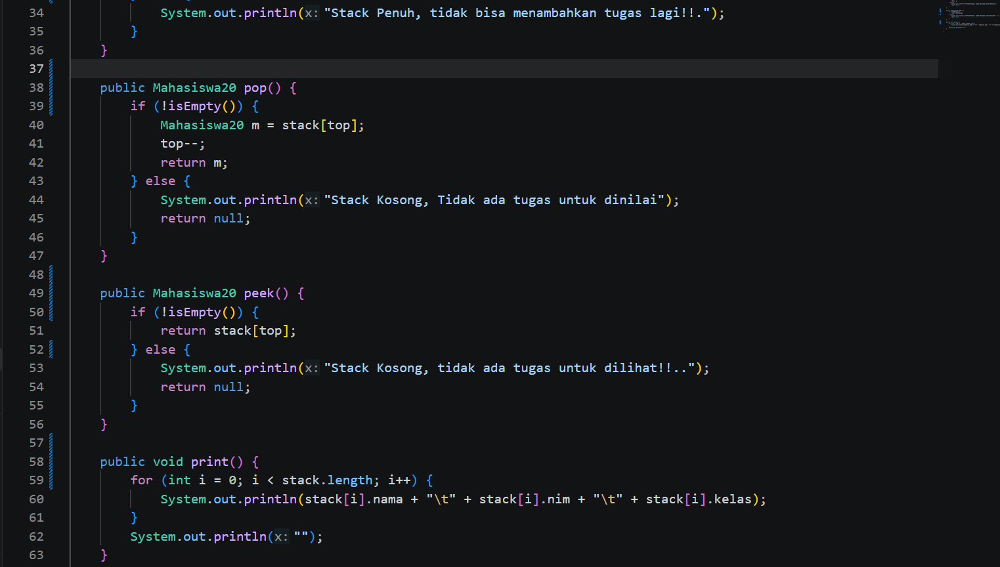 34 System.out.println(x: "Stack Penuh, tidak bisa menambahkan tugas lagi!!.");
35 }
36 }
37
38 public Mahasiswa20 pop() {
39 if (!isEmpty()) {
40 Mahasiswa20 m = stack[top];
41 top--;
42 return m;
43 } else {
44 System.out.println(x: "Stack Kosong, Tidak ada tugas untuk dinilai");
45 return null;
46 }
47 }
48
49 public Mahasiswa20 peek() {
50 if (!isEmpty()) {
51 return stack[top];
52 } else {
53 System.out.println(x: "Stack Kosong, tidak ada tugas untuk dilihat!!..");
54 return null;
55 }
56 }
57
58 public void print() {
59 for (int i = 0; i < stack.length; i++) {
60 System.out.println(stack[i].nama + "\t" + stack[i].nim + "\t" + stack[i].kelas);
61 }
62 System.out.println(x: "");
63 }